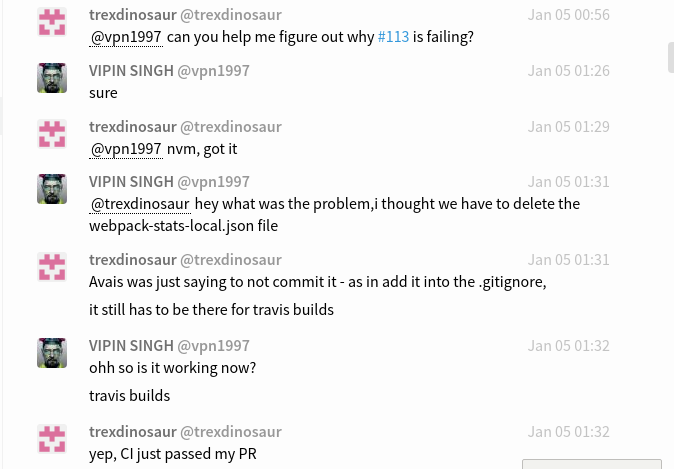 trexdinosaur @trexdinosaur Jan 05 00:56
@vpn1997 can you help me figure out why #113 is failing?
VIPIN SINGH @vpn1997 Jan 05 01:26
sure
trexdinosaur @trexdinosaur Jan 05 01:29
@vpn1997 nvm, got it
VIPIN SINGH @vpn1997 Jan 05 01:31
@trexdinosaur hey what was the problem,i thought we have to delete the
webpack-stats-local.json file
trexdinosaur @trexdinosaur Jan 05 01:31
Avais was just saying to not commit it - as in add it into the .gitignore,
it still has to be there for travis builds
VIPIN SINGH @vpn1997 Jan 05 01:32
ohh so is it working now?
travis builds
trexdinosaur @trexdinosaur Jan 05 01:32
yep, CI just passed my PR